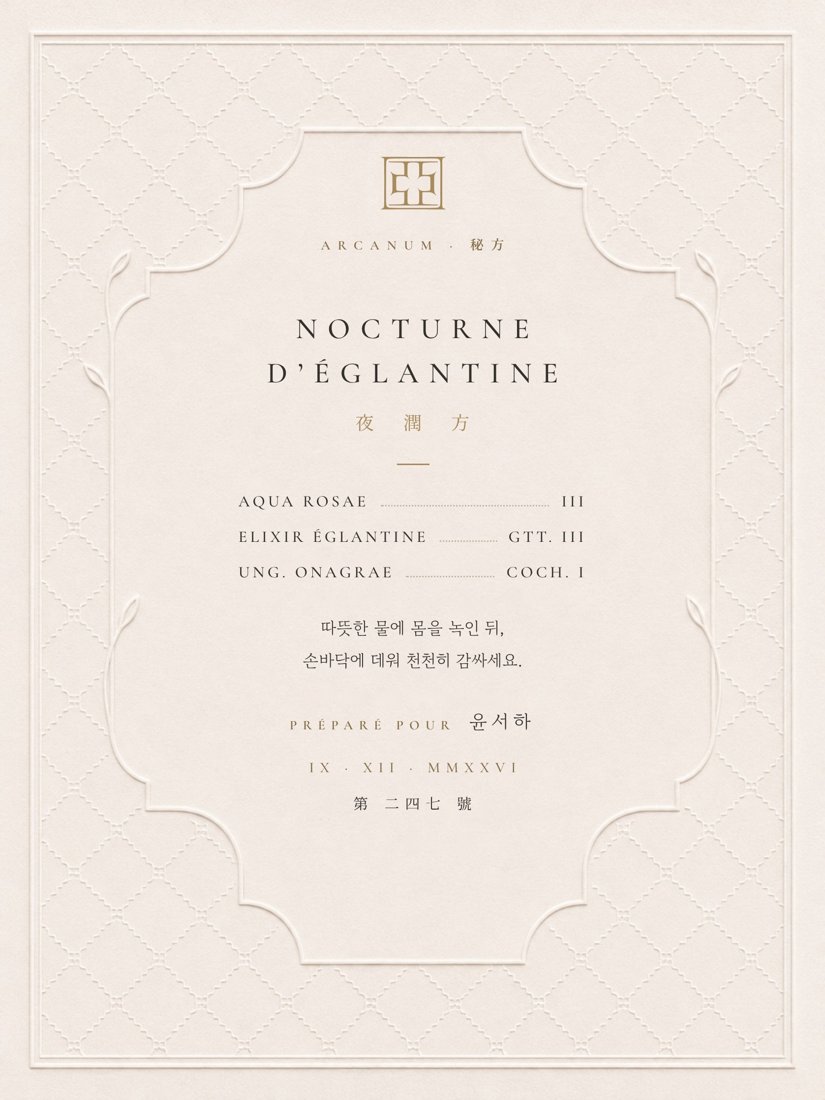 ARCANUM · 秘方
NOCTURNE
D’ÉGLANTINE
夜潤方
AQUA ROSAE III
ELIXIR ÉGLANTINE GTT. III
UNG. ONAGRAE COCH. I
따뜻한 물에 몸을 녹인 뒤,
손바닥에 데워 천천히 감싸세요.
PRÉPARÉ POUR 윤서하
IX · XII · MMXXVI
第 二四七 號